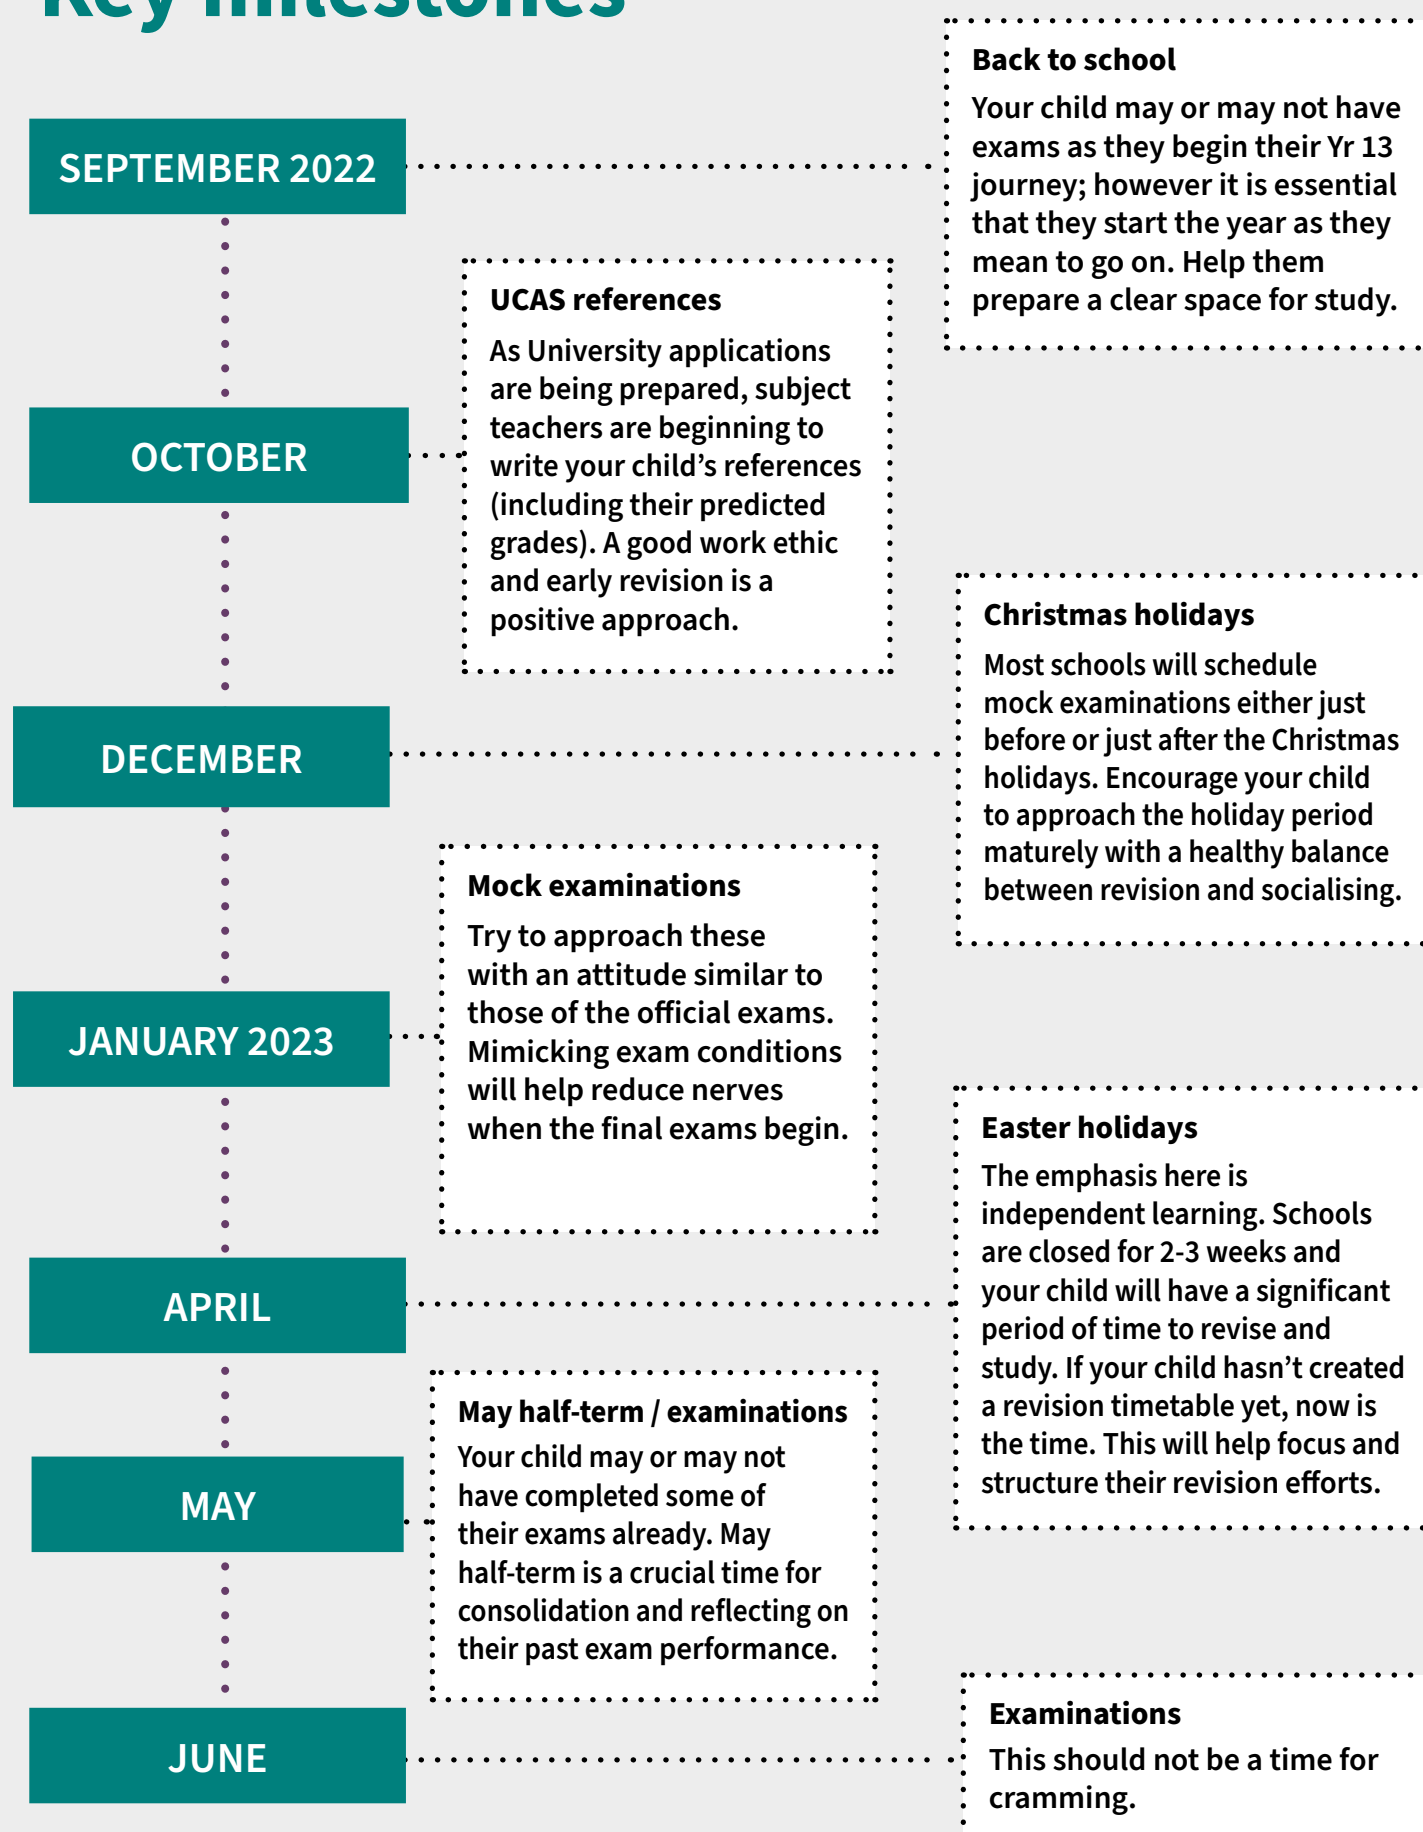 Key milestones
SEPTEMBER 2022
Back to school
Your child may or may not have
exams as they begin their Yr 13
journey; however it is essential
that they start the year as they
mean to go on. Help them
prepare a clear space for study.
OCTOBER
UCAS references
As University applications
are being prepared, subject
teachers are beginning to
write your child’s references
(including their predicted
grades). A good work ethic
and early revision is a
positive approach.
DECEMBER
Christmas holidays
Most schools will schedule
mock examinations either just
before or just after the Christmas
holidays. Encourage your child
to approach the holiday period
maturely with a healthy balance
between revision and socialising.
JANUARY 2023
Mock examinations
Try to approach these
with an attitude similar to
those of the official exams.
Mimicking exam conditions
will help reduce nerves
when the final exams begin.
APRIL
Easter holidays
The emphasis here is
independent learning. Schools
are closed for 2-3 weeks and
your child will have a significant
period of time to revise and
study. If your child hasn’t created
a revision timetable yet, now is
the time. This will help focus and
structure their revision efforts.
MAY
May half-term / examinations
Your child may or may not
have completed some of
their exams already. May
half-term is a crucial time for
consolidation and reflecting on
their past exam performance.
JUNE
Examinations
This should not be a time for
cramming.